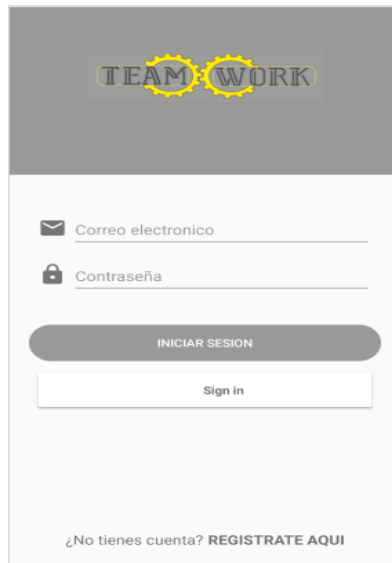 TEAM WORK
Correo electronico
Contraseña
INICIAR SESION
Sign in
¿No tienes cuenta? REGISTRATE AQUI